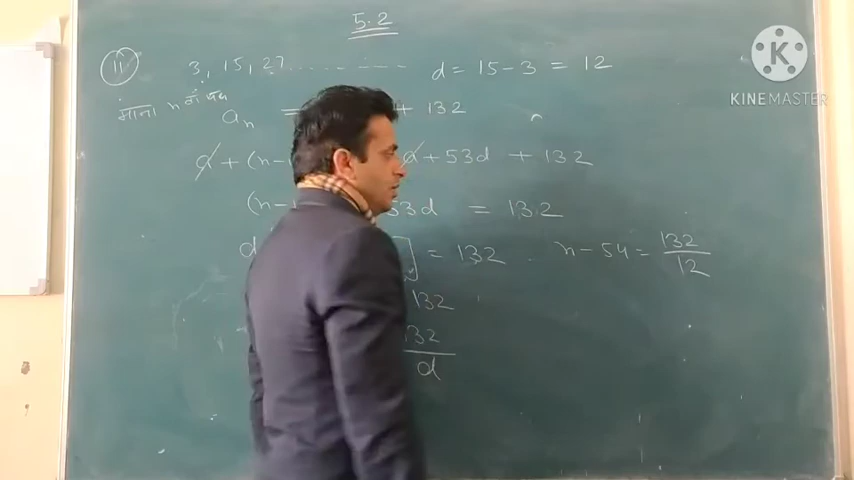 5.2
11 3, 15, 27 ........ d = 15 - 3 = 12
माना n वाँ पद
aₙ = + 132
a + (n- a + 53d + 132
(n- 53d = 132
d ] = 132 n - 54 = 132/12
132
132/d
K
KINEMASTER